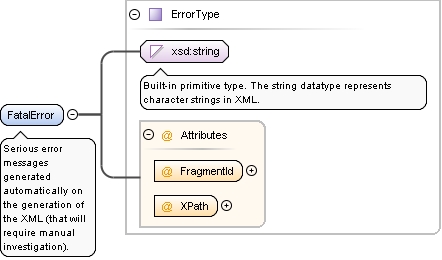 ErrorType
xsd:string
Built-in primitive type. The string datatype represents
character strings in XML.
FatalError
Serious error
messages
generated
automatically on
the generation of
the XML (that will
require manual
investigation).
@ Attributes
@ FragmentId
@ XPath